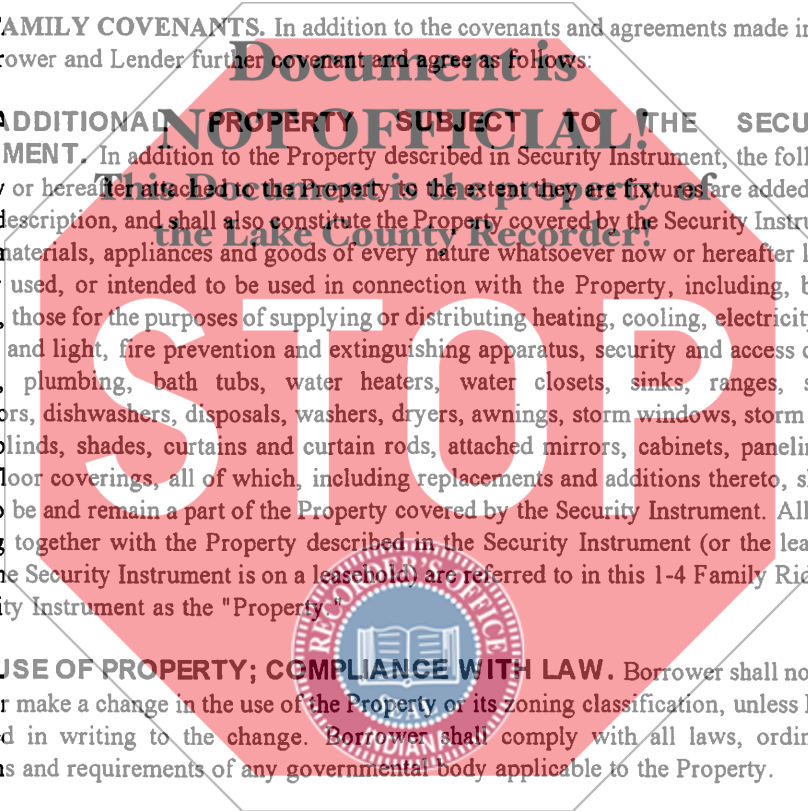 AMILY COVENANTS. In addition to the covenants and agreements made in
rower and Lender further covenant and agree as follows:
Document is
NOT OFFICIAL!
This Document is the property of
the Lake County Recorder!
ADDITIONAL PROPERTY SUBJECT TO THE SECU
MENT. In addition to the Property described in Security Instrument, the foll
or hereafter attached to the Property to the extent they are fixtures are added
description, and shall also constitute the Property covered by the Security Instru
materials, appliances and goods of every nature whatsoever now or hereafter l
used, or intended to be used in connection with the Property, including, b
, those for the purposes of supplying or distributing heating, cooling, electricity
and light, fire prevention and extinguishing apparatus, security and access c
, plumbing, bath tubs, water heaters, water closets, sinks, ranges, s
ors, dishwashers, disposals, washers, dryers, awnings, storm windows, storm
blinds, shades, curtains and curtain rods, attached mirrors, cabinets, panelin
loor coverings, all of which, including replacements and additions thereto, s
be and remain a part of the Property covered by the Security Instrument. All
g together with the Property described in the Security Instrument (or the lea
he Security Instrument is on a leasehold) are referred to in this 1-4 Family Rid
ity Instrument as the "Property."
STOP
USE OF PROPERTY; COMPLIANCE WITH LAW. Borrower shall no
r make a change in the use of the Property or its zoning classification, unless
d in writing to the change. Borrower shall comply with all laws, ordin
s and requirements of any governmental body applicable to the Property.
RECORDER'S OFFICE
SEAL
INDIANA